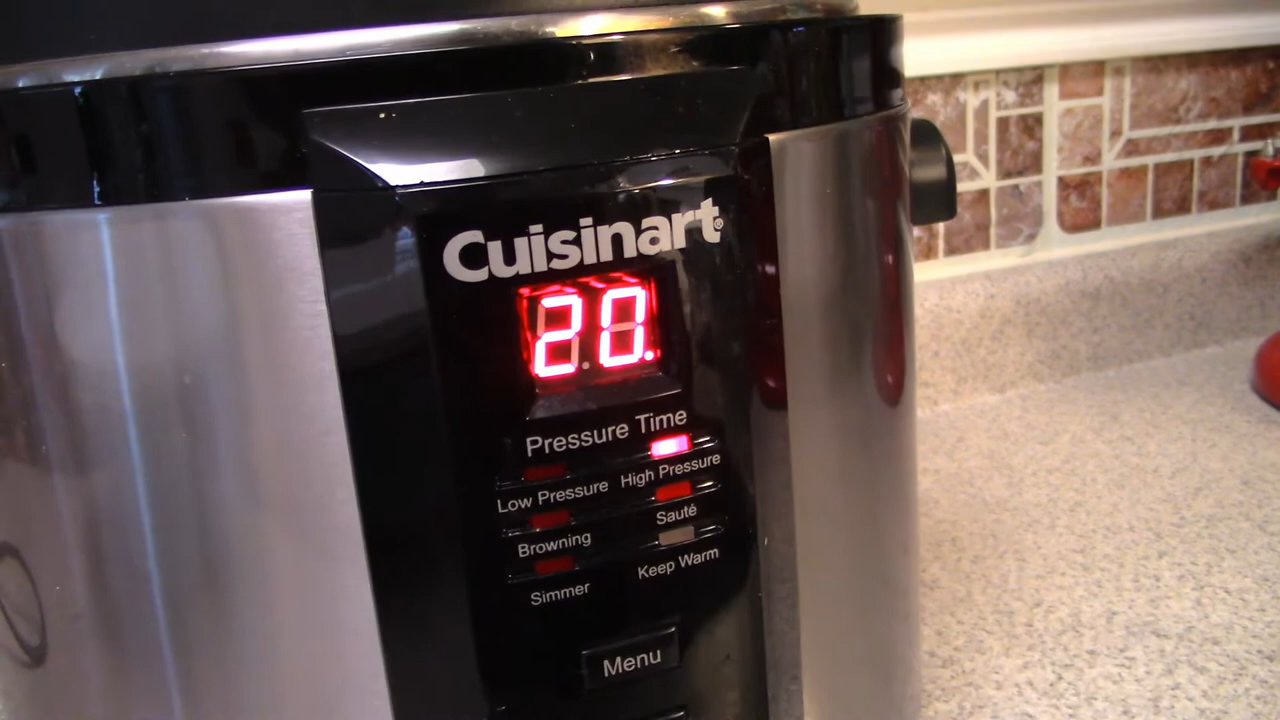 Cuisinart®
20.
Pressure Time
Low Pressure High Pressure
Browning Sauté
Simmer Keep Warm
Menu